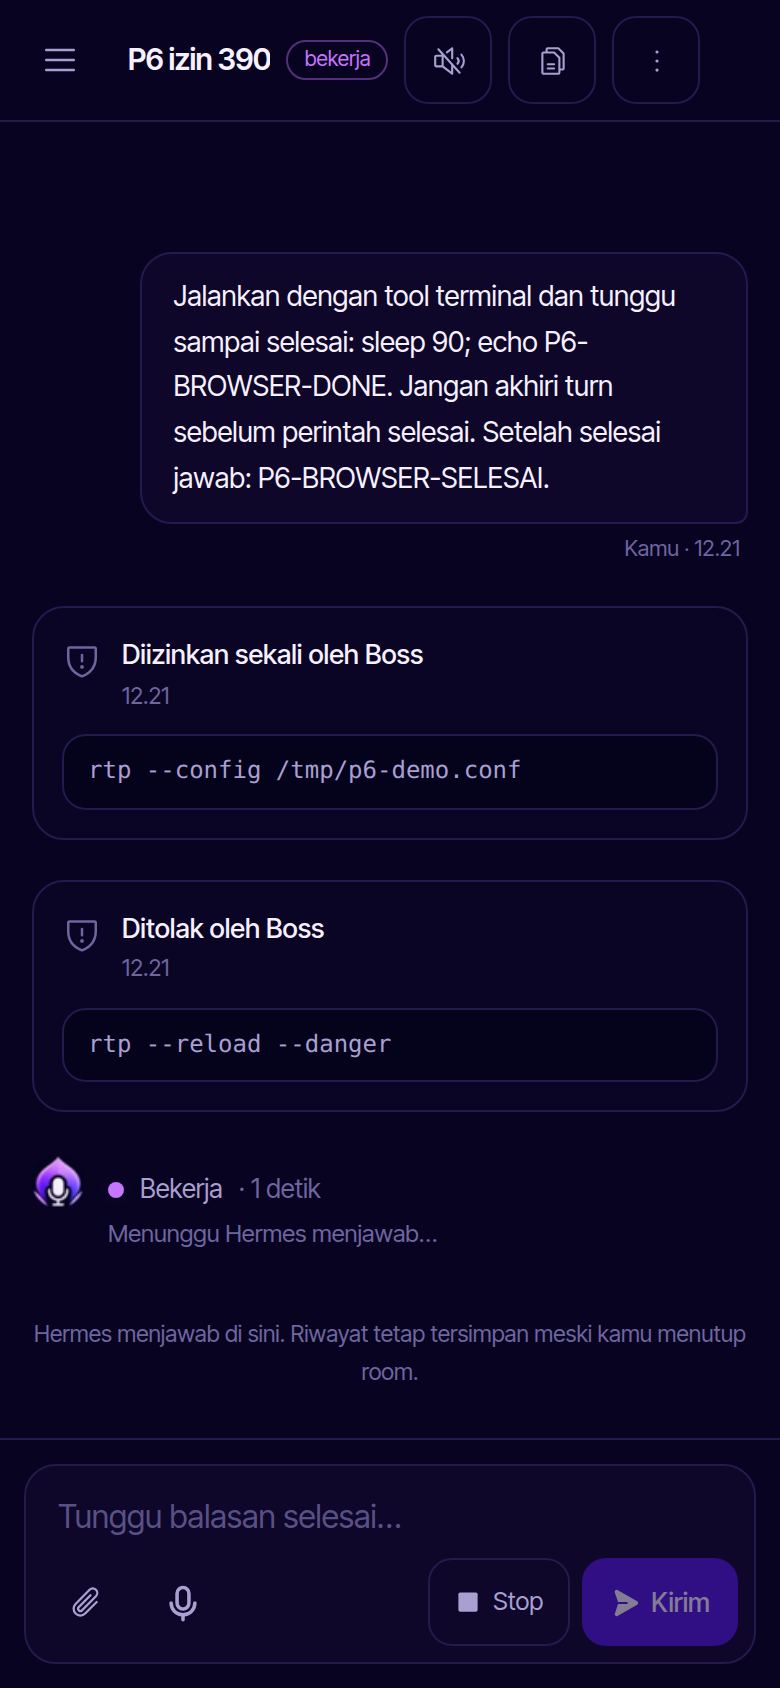 P6 izin 390
bekerja
Jalankan dengan tool terminal dan tunggu
sampai selesai: sleep 90; echo P6-
BROWSER-DONE. Jangan akhiri turn
sebelum perintah selesai. Setelah selesai
jawab: P6-BROWSER-SELESAI.
Kamu · 12.21
Diizinkan sekali oleh Boss
12.21
rtp --config /tmp/p6-demo.conf
Ditolak oleh Boss
12.21
rtp --reload --danger
Bekerja · 1 detik
Menunggu Hermes menjawab...
Hermes menjawab di sini. Riwayat tetap tersimpan meski kamu menutup
room.
Tunggu balasan selesai...
Stop
Kirim